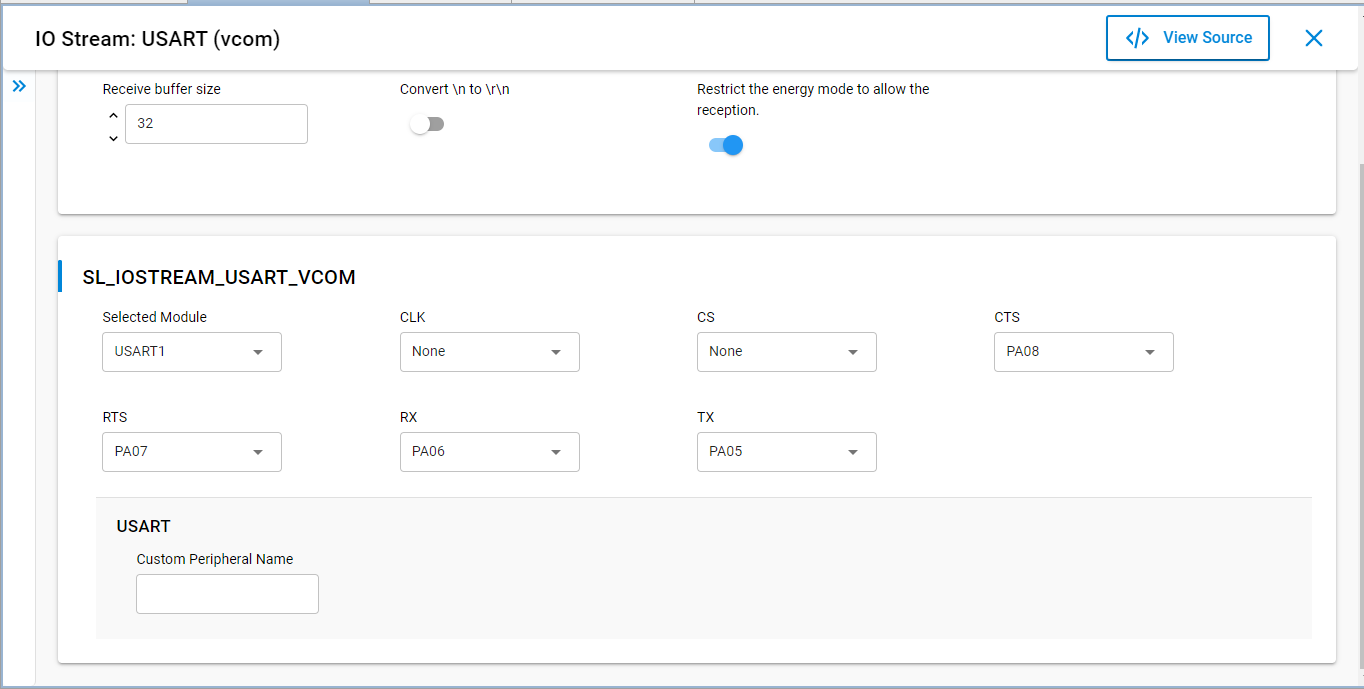 IO Stream: USART (vcom)
</> View Source
Receive buffer size
Convert \n to \r\n
Restrict the energy mode to allow the
reception.
32
SL_IOSTREAM_USART_VCOM
Selected Module
CLK
CS
CTS
USART1
None
None
PA08
RTS
RX
TX
PA07
PA06
PA05
USART
Custom Peripheral Name